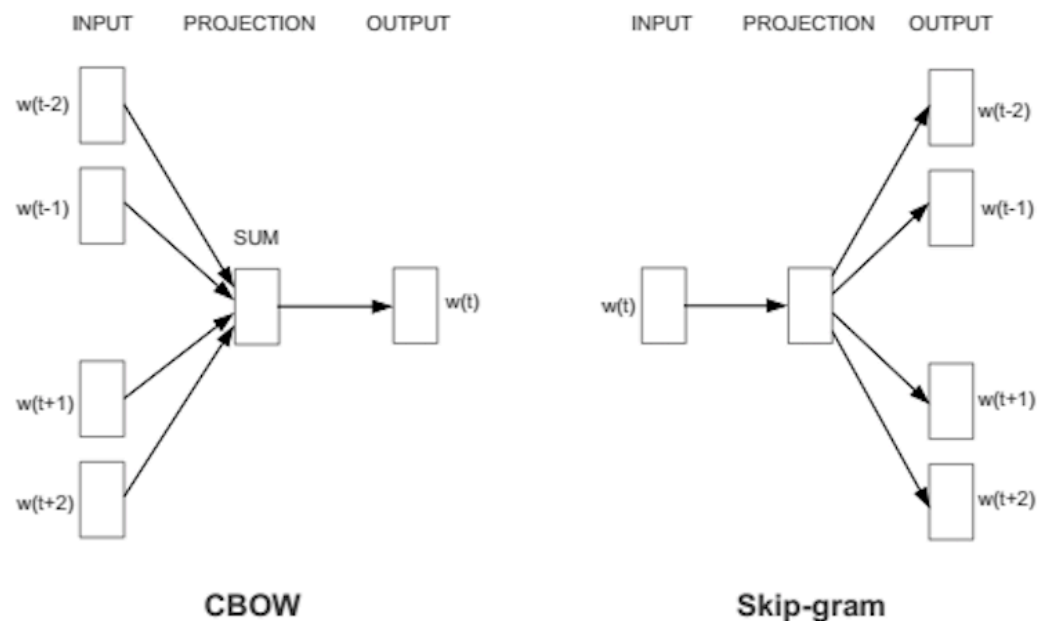 INPUT PROJECTION OUTPUT
w(t-2)
w(t-1)
SUM
w(t)
w(t+1)
w(t+2)
CBOW
INPUT PROJECTION OUTPUT
w(t-2)
w(t-1)
w(t)
w(t+1)
w(t+2)
Skip-gram